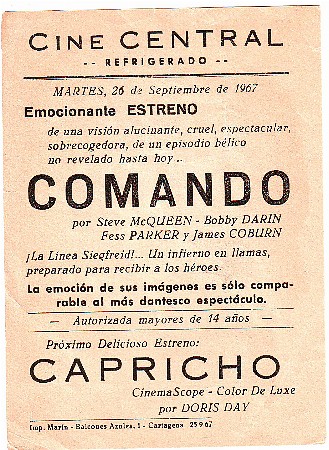 CINE CENTRAL
-- REFRIGERADO --
MARTES, 26 de Septiembre de 1967
Emocionante ESTRENO
de una visión alucinante, cruel, espectacular,
sobrecogedora, de un episodio bélico
no revelado hasta hoy...
COMANDO
por Steve McQUEEN - Bobby DARIN
Fess PARKER y James COBURN
¡La Línea Siegfreid!... Un infierno en llamas,
preparado para recibir a los héroes.
La emoción de sus imágenes es sólo compa-
rable al más dantesco espectáculo.
— Autorizada mayores de 14 años —
Próximo Delicioso Estreno:
CAPRICHO
CinemaScope - Color De Luxe
por DORIS DAY
Imp. Marín - Balcones Azules, 1 - Cartagena 25967